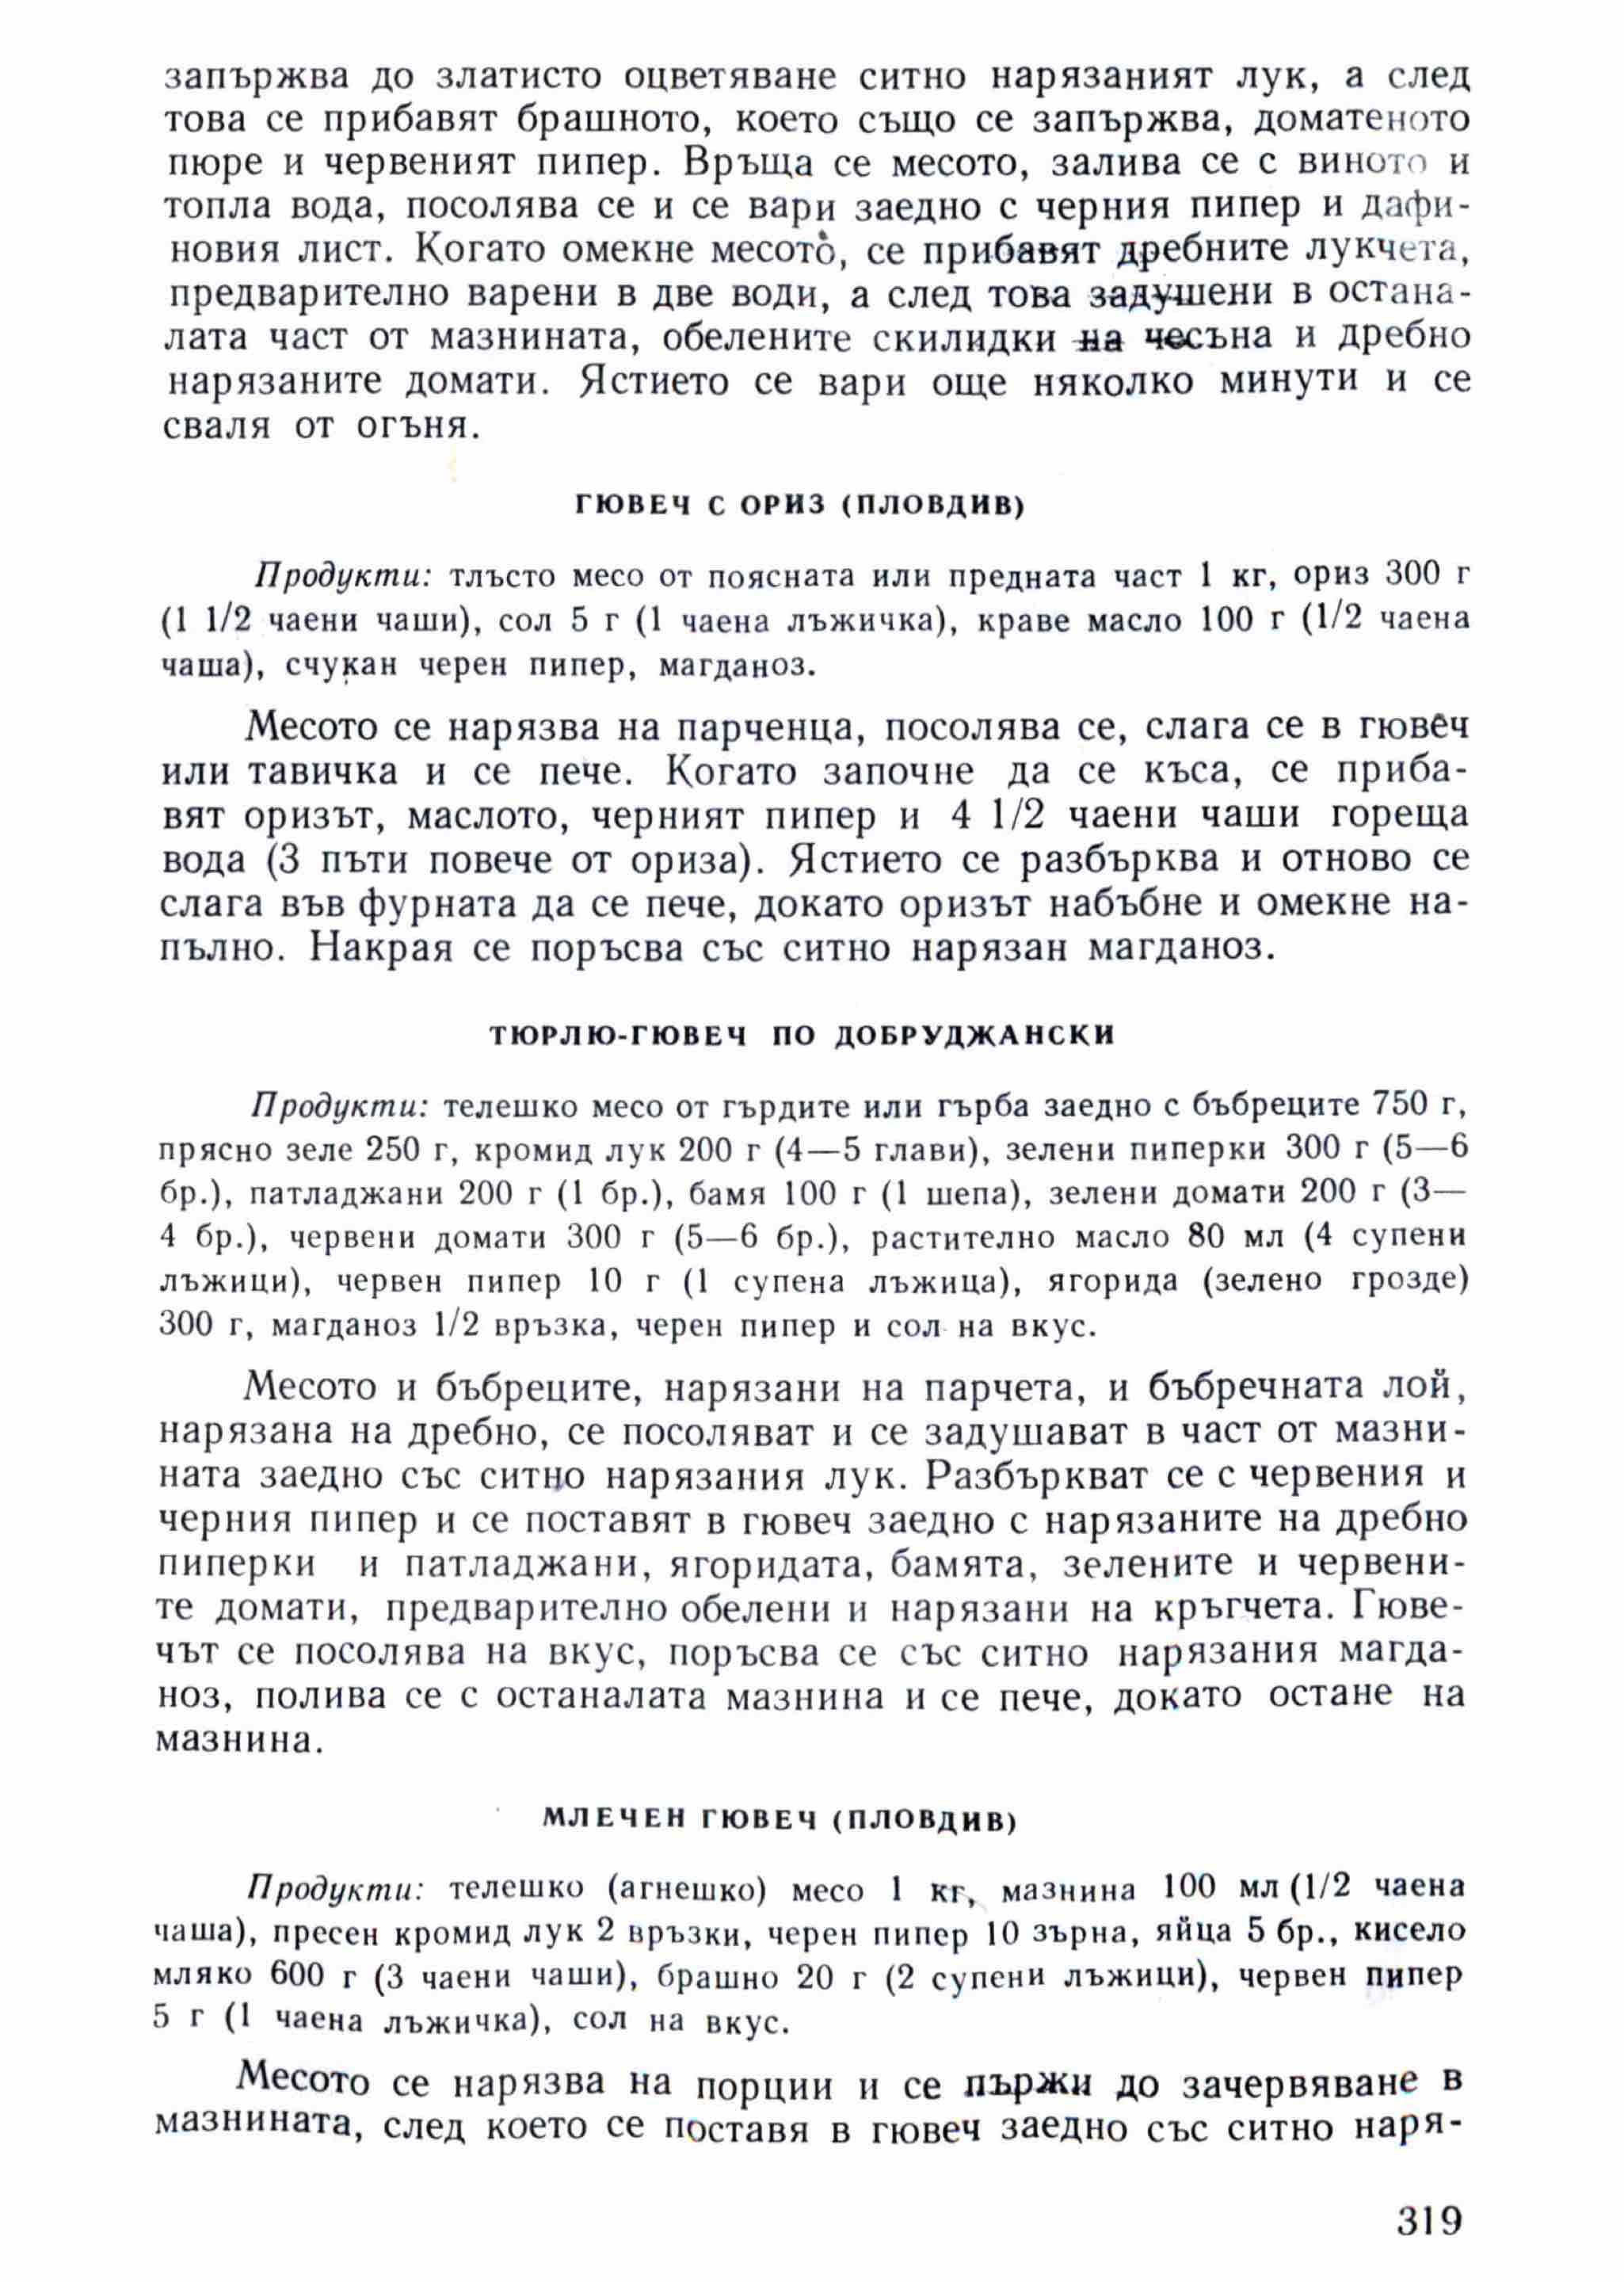 запържва до златисто оцветяване ситно нарязаният лук, а след
това се прибавят брашното, което също се запържва, доматеното
пюре и червеният пипер. Връща се месото, залива се с виното и
топла вода, посолява се и се вари заедно с черния пипер и дафи-
новия лист. Когато омекне месото, се прибавят дребните лукчета,
предварително варени в две води, а след това задушени в остана-
лата част от мазнината, обелените скилидки на чесъна и дребно
нарязаните домати. Ястието се вари още няколко минути и се
сваля от огъня.
ГЮВЕЧ С ОРИЗ (ПЛОВДИВ)
Продукти: тлъсто месо от поясната или предната част 1 кг, ориз 300 г
(1 1/2 чаени чаши), сол 5 г (1 чаена лъжичка), краве масло 100 г (1/2 чаена
чаша), счукан черен пипер, магданоз.
Месото се нарязва на парченца, посолява се, слага се в гювеч
или тавичка и се пече. Когато започне да се къса, се приба-
вят оризът, маслото, черният пипер и 4 1/2 чаени чаши гореща
вода (3 пъти повече от ориза). Ястието се разбърква и отново се
слага във фурната да се пече, докато оризът набъбне и омекне на-
пълно. Накрая се поръсва със ситно нарязан магданоз.
ТЮРЛЮ-ГЮВЕЧ ПО ДОБРУДЖАНСКИ
Продукти: телешко месо от гърдите или гърба заедно с бъбреците 750 г,
прясно зеле 250 г, кромид лук 200 г (4—5 глави), зелени пиперки 300 г (5—6
бр.), патладжани 200 г (1 бр.), бамя 100 г (1 шепа), зелени домати 200 г (3—
4 бр.), червени домати 300 г (5—6 бр.), растително масло 80 мл (4 супени
лъжици), червен пипер 10 г (1 супена лъжица), ягорида (зелено грозде)
300 г, магданоз 1/2 връзка, черен пипер и сол на вкус.
Месото и бъбреците, нарязани на парчета, и бъбречната лой,
нарязана на дребно, се посоляват и се задушават в част от мазни-
ната заедно със ситно нарязания лук. Разбъркват се с червения и
черния пипер и се поставят в гювеч заедно с нарязаните на дребно
пиперки и патладжани, ягоридата, бамята, зелените и червени-
те домати, предварително обелени и нарязани на кръгчета. Гюве-
чът се посолява на вкус, поръсва се със ситно нарязания магда-
ноз, полива се с останалата мазнина и се пече, докато остане на
мазнина.
МЛЕЧЕН ГЮВЕЧ (ПЛОВДИВ)
Продукти: телешко (агнешко) месо 1 кг, мазнина 100 мл (1/2 чаена
чаша), пресен кромид лук 2 връзки, черен пипер 10 зърна, яйца 5 бр., кисело
мляко 600 г (3 чаени чаши), брашно 20 г (2 супени лъжици), червен пипер
5 г (1 чаена лъжичка), сол на вкус.
Месото се нарязва на порции и се пържи до зачервяване в
мазнината, след което се поставя в гювеч заедно със ситно наря-
319